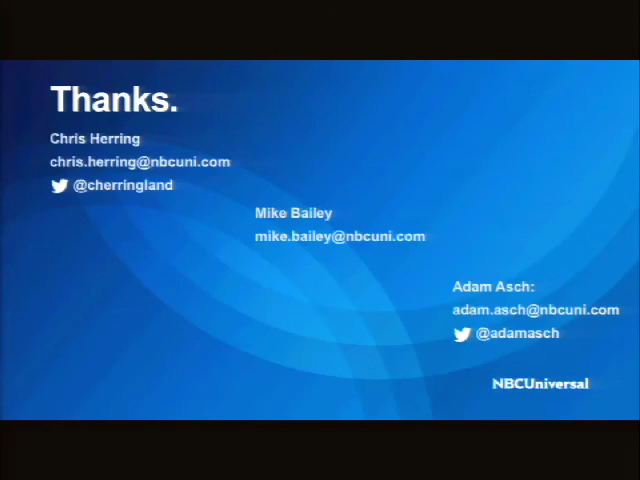 Thanks.
Chris Herring
chris.herring@nbcuni.com
@cherringland
Mike Bailey
mike.bailey@nbcuni.com
Adam Asch:
adam.asch@nbcuni.com
@adamasch
NBCUniversal